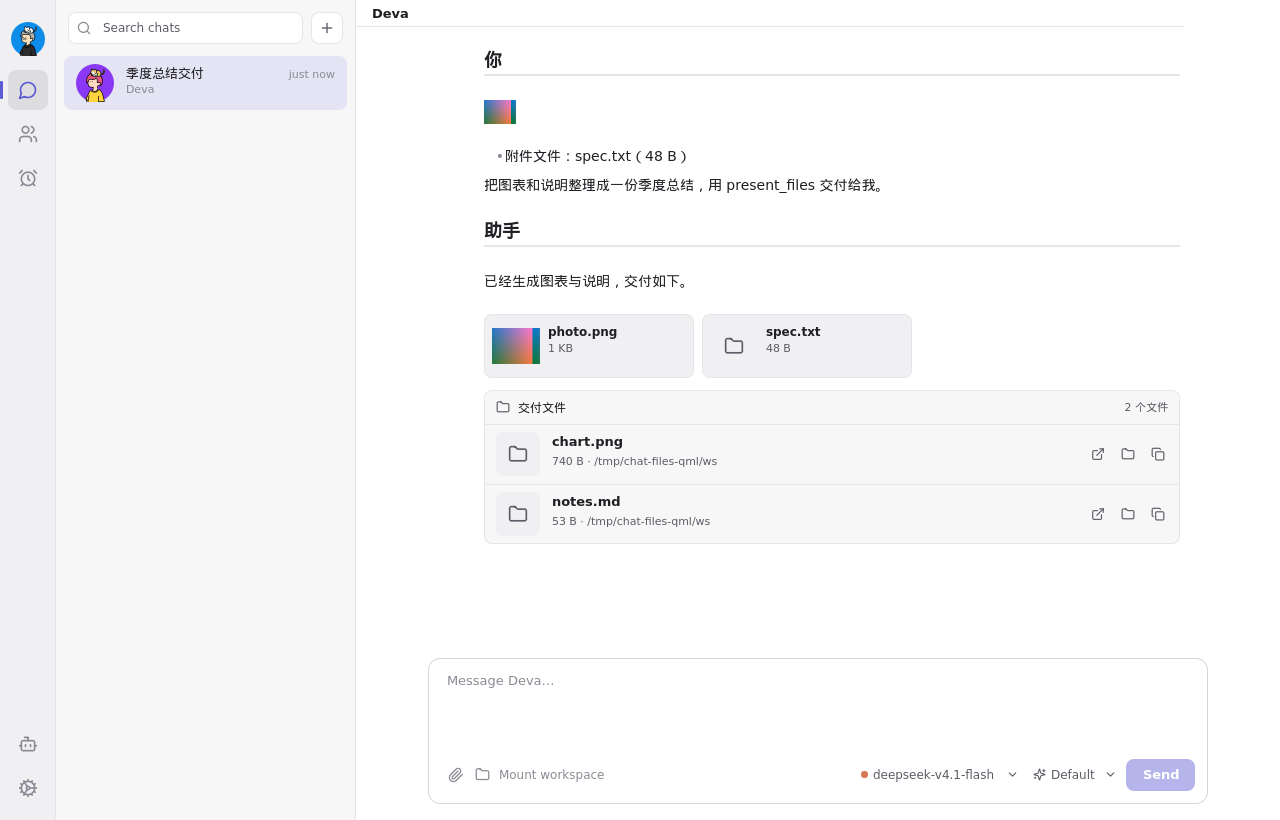 Search chats
季度总结交付
just now
Deva
Deva
你
•附件文件：spec.txt（48 B）
把图表和说明整理成一份季度总结，用 present_files 交付给我。
助手
已经生成图表与说明，交付如下。
photo.png
1 KB
spec.txt
48 B
交付文件
2 个文件
chart.png
740 B · /tmp/chat-files-qml/ws
notes.md
53 B · /tmp/chat-files-qml/ws
Message Deva...
Mount workspace
deepseek-v4.1-flash
Default
Send